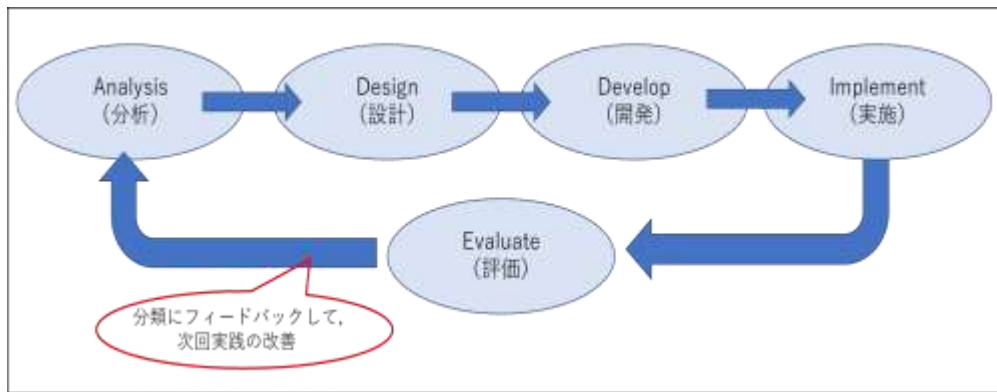 Analysis
(分析)
Design
(設計)
Develop
(開発)
Implement
(実施)
Evaluate
(評価)
分類にフィードバックして,
次回実践の改善